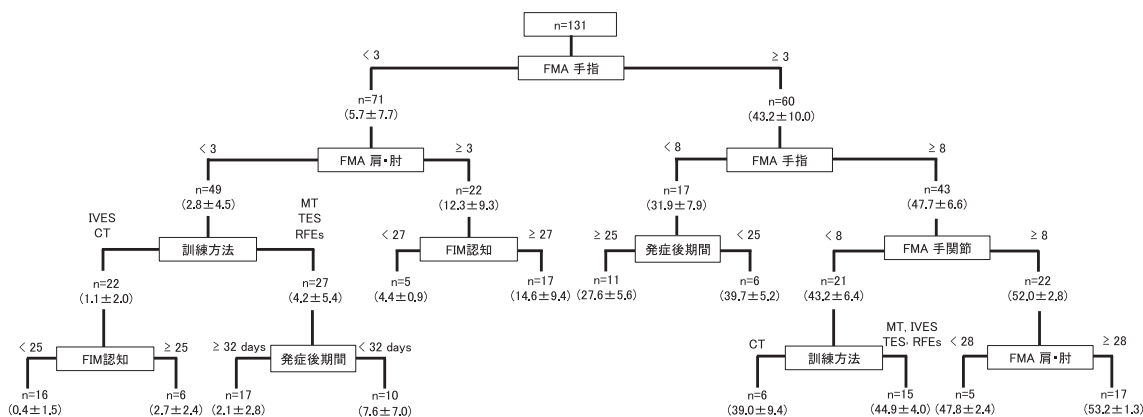 n=131
< 3
FMA 手指
≥ 3
n=71
(5.7±7.7)
n=60
(43.2±10.0)
< 3
FMA 肩・肘
≥ 3
< 8
FMA 手指
≥ 8
n=49
(2.8±4.5)
n=22
(12.3±9.3)
n=17
(31.9±7.9)
n=43
(47.7±6.6)
IVES
CT
訓練方法
MT
TES
RFEs
< 27
FIM認知
≥ 27
≥ 25
発症後期間
< 25
< 8
FMA 手関節
≥ 8
n=22
(1.1±2.0)
n=27
(4.2±5.4)
n=5
(4.4±0.9)
n=17
(14.6±9.4)
n=11
(27.6±5.6)
n=6
(39.7±5.2)
n=21
(43.2±6.4)
n=22
(52.0±2.8)
< 25
FIM認知
≥ 25
≥ 32 days
発症後期間
< 32 days
CT
訓練方法
MT, IVES
TES, RFEs
< 28
FMA 肩・肘
≥ 28
n=16
(0.4±1.5)
n=6
(2.7±2.4)
n=17
(2.1±2.8)
n=10
(7.6±7.0)
n=6
(39.0±9.4)
n=15
(44.9±4.0)
n=5
(47.8±2.4)
n=17
(53.2±1.3)